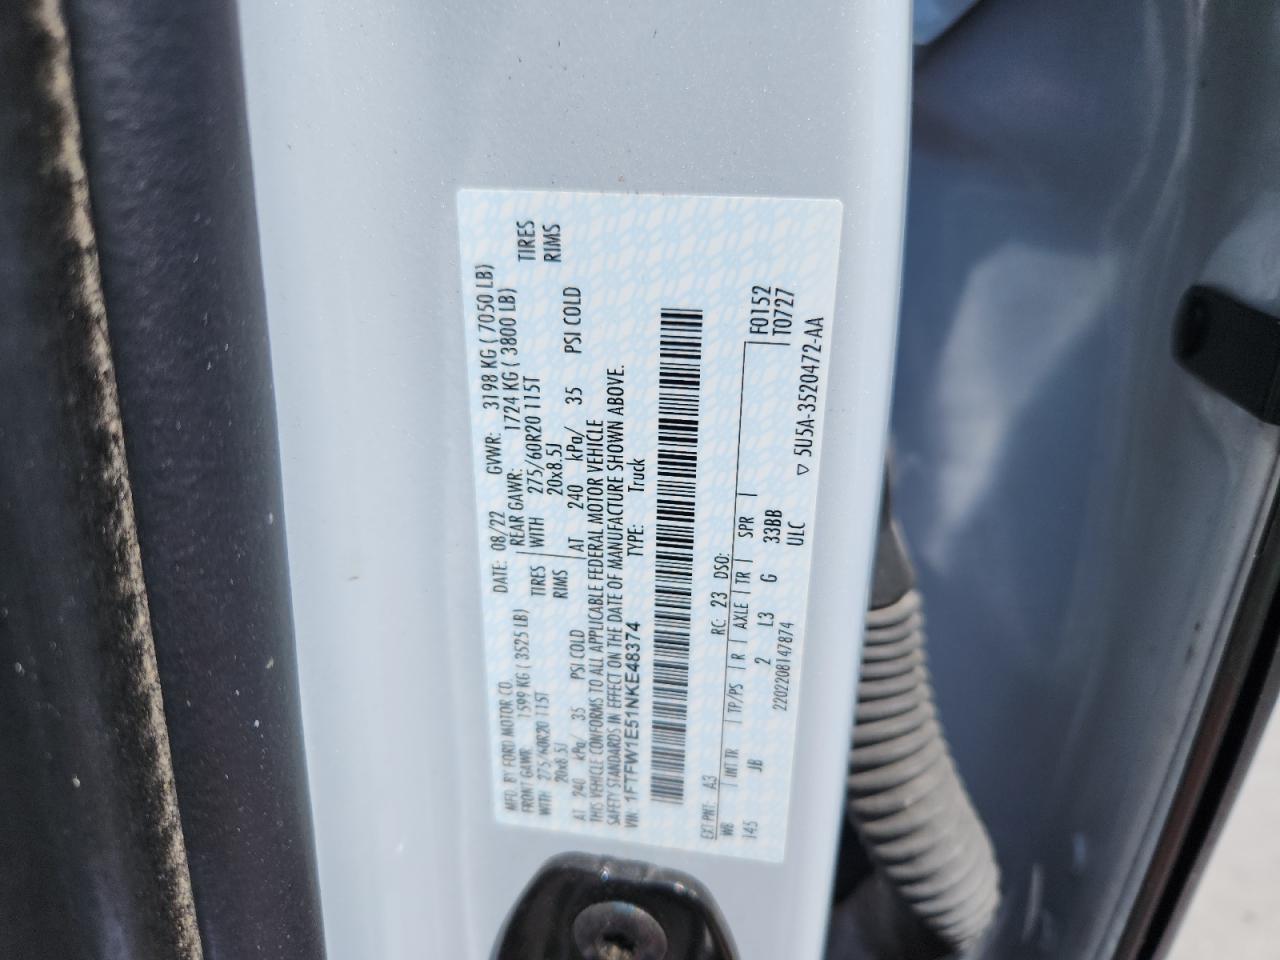 MFD. BY FORD MOTOR CO. DATE: 08/22 GVWR: 3198 KG ( 7050 LB)
FRONT GAWR: 1599 KG ( 3525 LB) REAR GAWR: 1724 KG ( 3800 LB)
WITH 275/60R20 115T TIRES WITH 275/60R20 115T TIRES
20x8.5J RIMS 20x8.5J RIMS
AT 240 kPa/ 35 PSI COLD AT 240 kPa/ 35 PSI COLD
THIS VEHICLE CONFORMS TO ALL APPLICABLE FEDERAL MOTOR VEHICLE
SAFETY STANDARDS IN EFFECT ON THE DATE OF MANUFACTURE SHOWN ABOVE.
VIN: 1FTFW1E51NKE48374 TYPE: Truck
EXT PNT: A3 RC: 23 DSO: F0152
WB INT TR TP/PS R AXLE TR SPR T0727
145 JB 2 L3 G 33BB
2202208147874 ULC ▽ 5U5A-3520472-AA